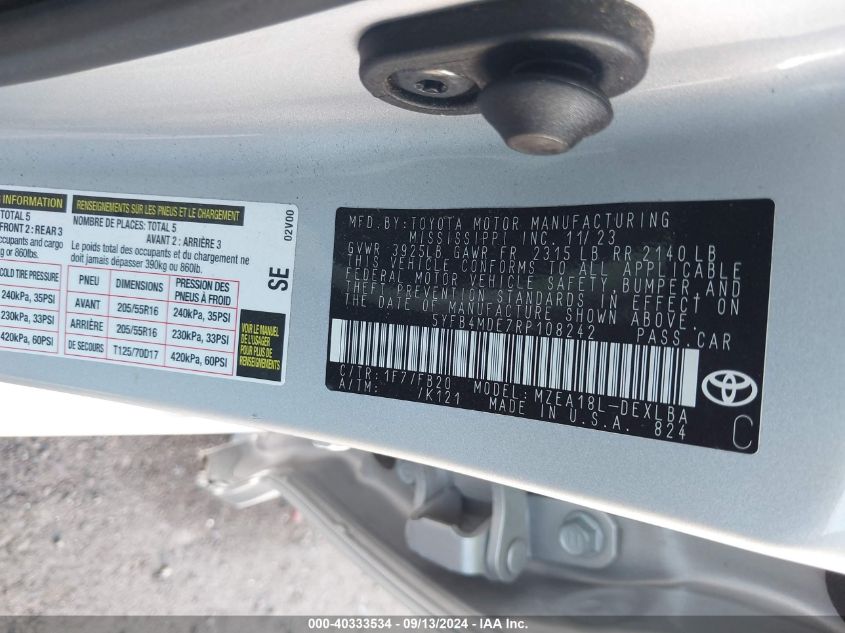 INFORMATION
TOTAL 5
FRONT 2 : REAR 3
occupants and cargo
kg or 860lbs.
COLD TIRE PRESSURE
240kPa, 35PSI
230kPa, 33PSI
420kPa, 60PSI
RENSEIGNEMENTS SUR LES PNEUS ET LE CHARGEMENT
NOMBRE DE PLACES: TOTAL 5
AVANT 2 : ARRIÈRE 3
Le poids total des occupants et du chargement ne
doit jamais dépasser 390kg ou 860lb.
PNEU DIMENSIONS PRESSION DES PNEUS À FROID
AVANT 205/55R16 240kPa, 35PSI
ARRIÈRE 205/55R16 230kPa, 33PSI
DE SECOURS T125/70D17 420kPa, 60PSI
VOIR MANUEL
DE L'USAGER
POUR PLUS DE
RENSEIGNEMENTS
02V00
SE
MFD.BY:TOYOTA MOTOR MANUFACTURING
MISSISSIPPI INC. 11/23
GVWR 3925LB GAWR FR 2315 LB RR 2140 LB
THIS VEHICLE CONFORMS TO ALL APPLICABLE
FEDERAL MOTOR VEHICLE SAFETY, BUMPER, AND
THEFT PREVENTION STANDARDS IN EFFECT ON
THE DATE OF MANUFACTURE SHOWN ABOVE.
5YFB4MDE7RP108242 PASS.CAR
C/TR: 1F7/FB20 MODEL: MZEA18L-DEXLBA
A/TM: /K121 MADE IN U.S.A. 824
C
000-40333534 - 09/13/2024 - IAAI.com